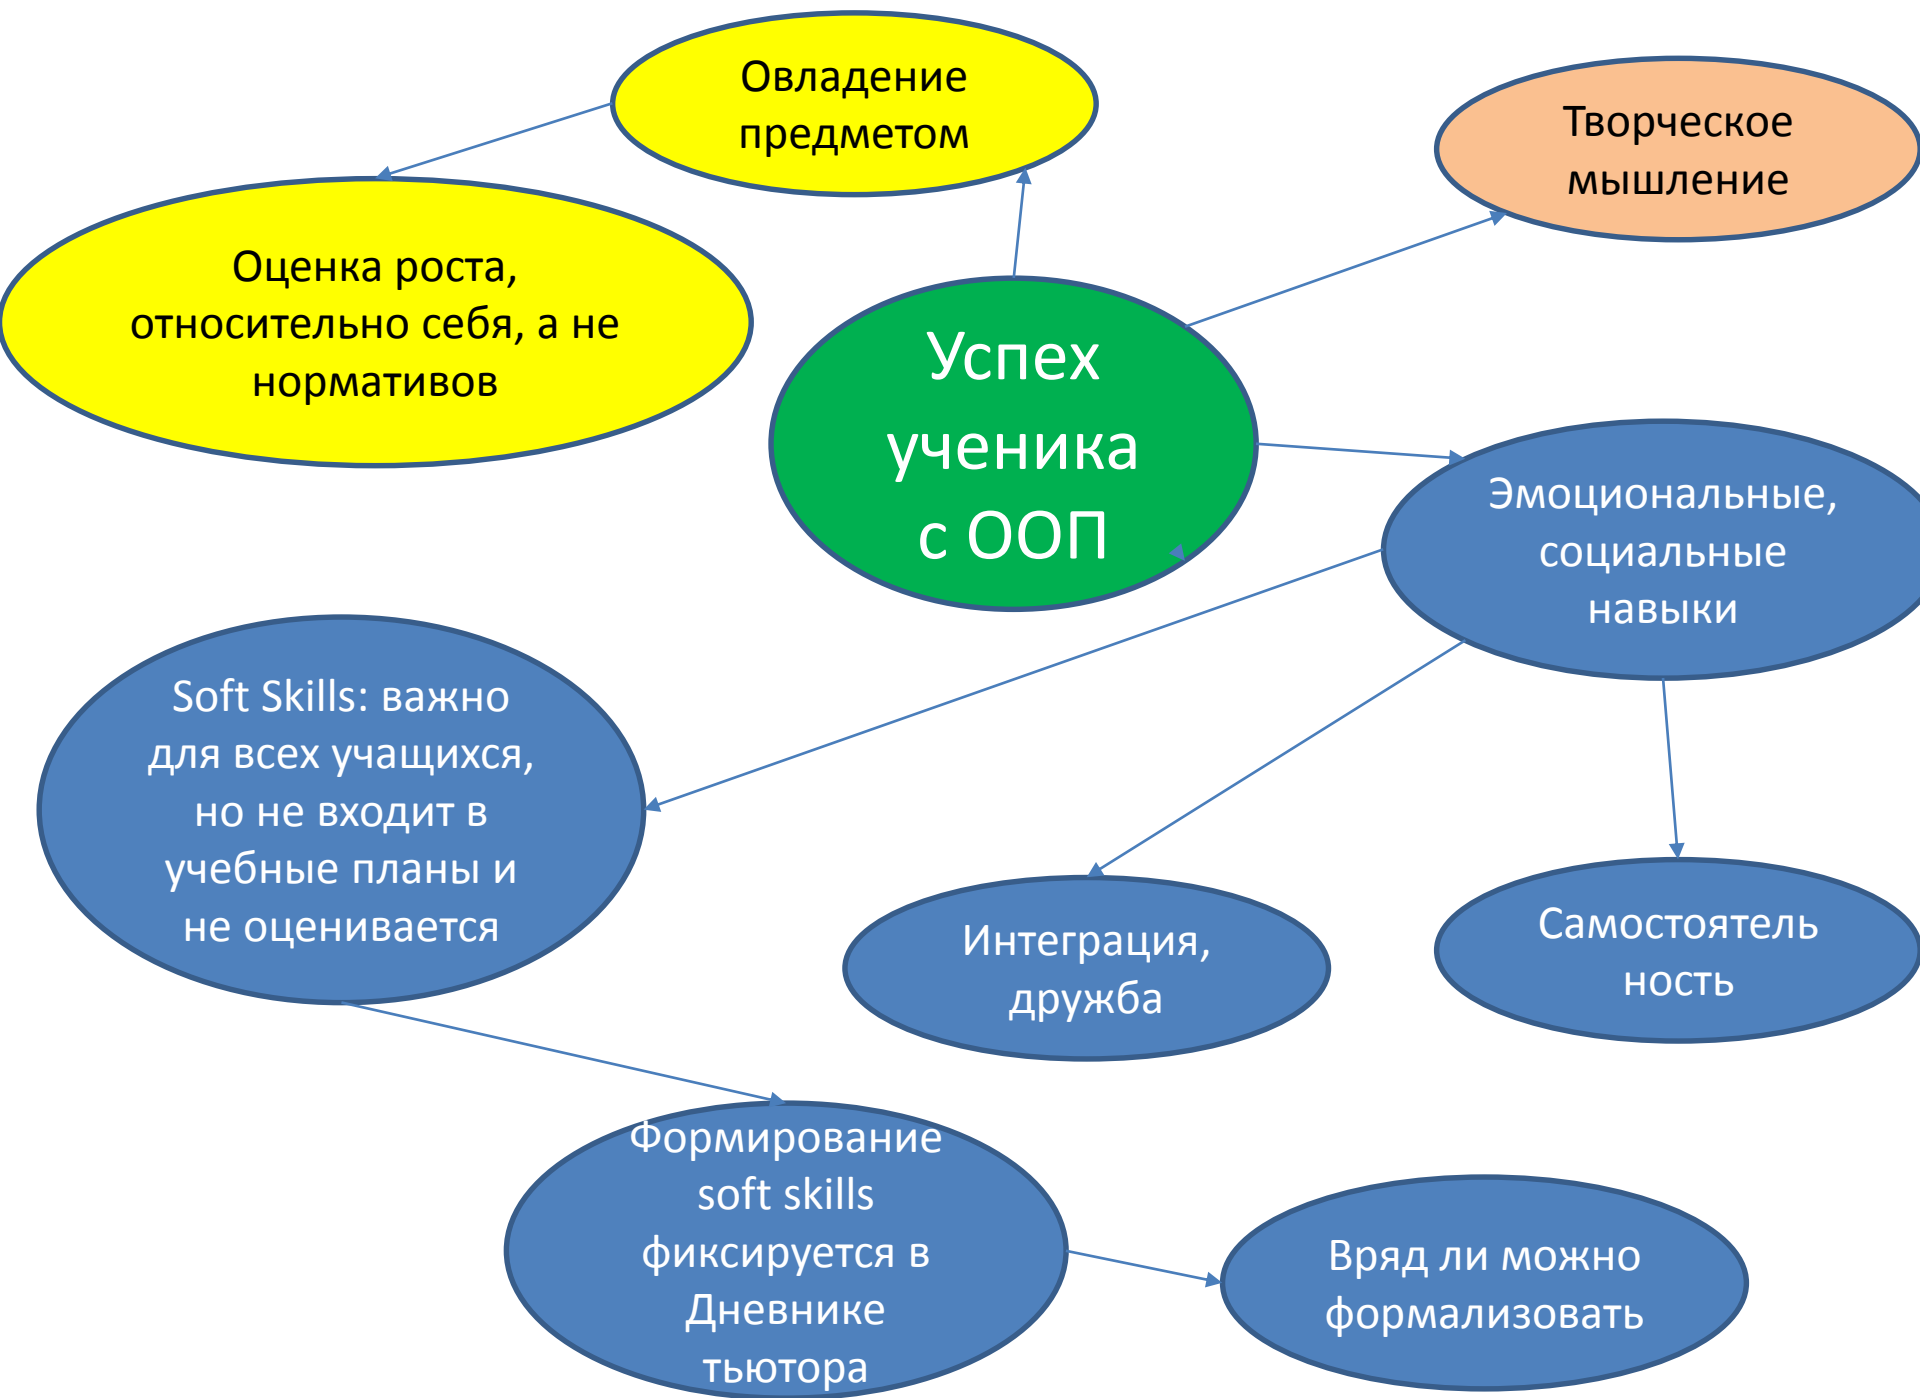 Овладение
предметом
Творческое
мышление
Оценка роста,
относительно себя, а не
нормативов
Успех
ученика
с ООП
Эмоциональные,
социальные
навыки
Soft Skills: важно
для всех учащихся,
но не входит в
учебные планы и
не оценивается
Интеграция,
дружба
Самостоятель
ность
Формирование
soft skills
фиксируется в
Дневнике
тьютора
Вряд ли можно
формализовать